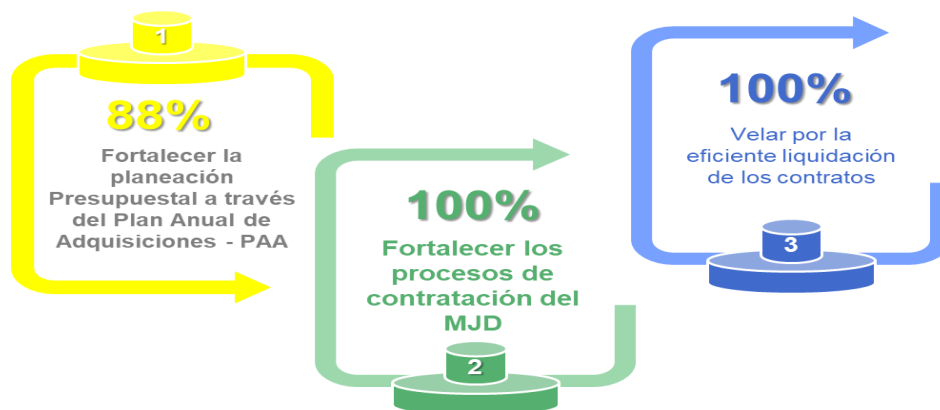 1
88%
Fortalecer la
planeación
Presupuestal a través
del Plan Anual de
Adquisiciones - PAA
100%
Fortalecer los
procesos de
contratación del
MJD
2
100%
Velar por la
eficiente liquidación
de los contratos
3